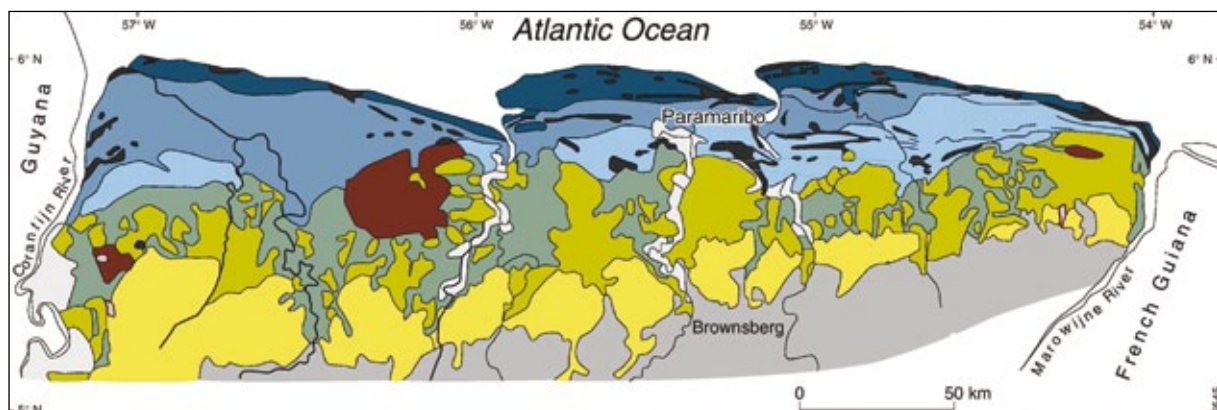 57° W
56° W
55° W
54° W
Atlantic Ocean
6° N
6° N
Guyana
Paramaribo
Corantijn River
Brownsberg
Marowijne River
French Guiana
0 50 km
5° N